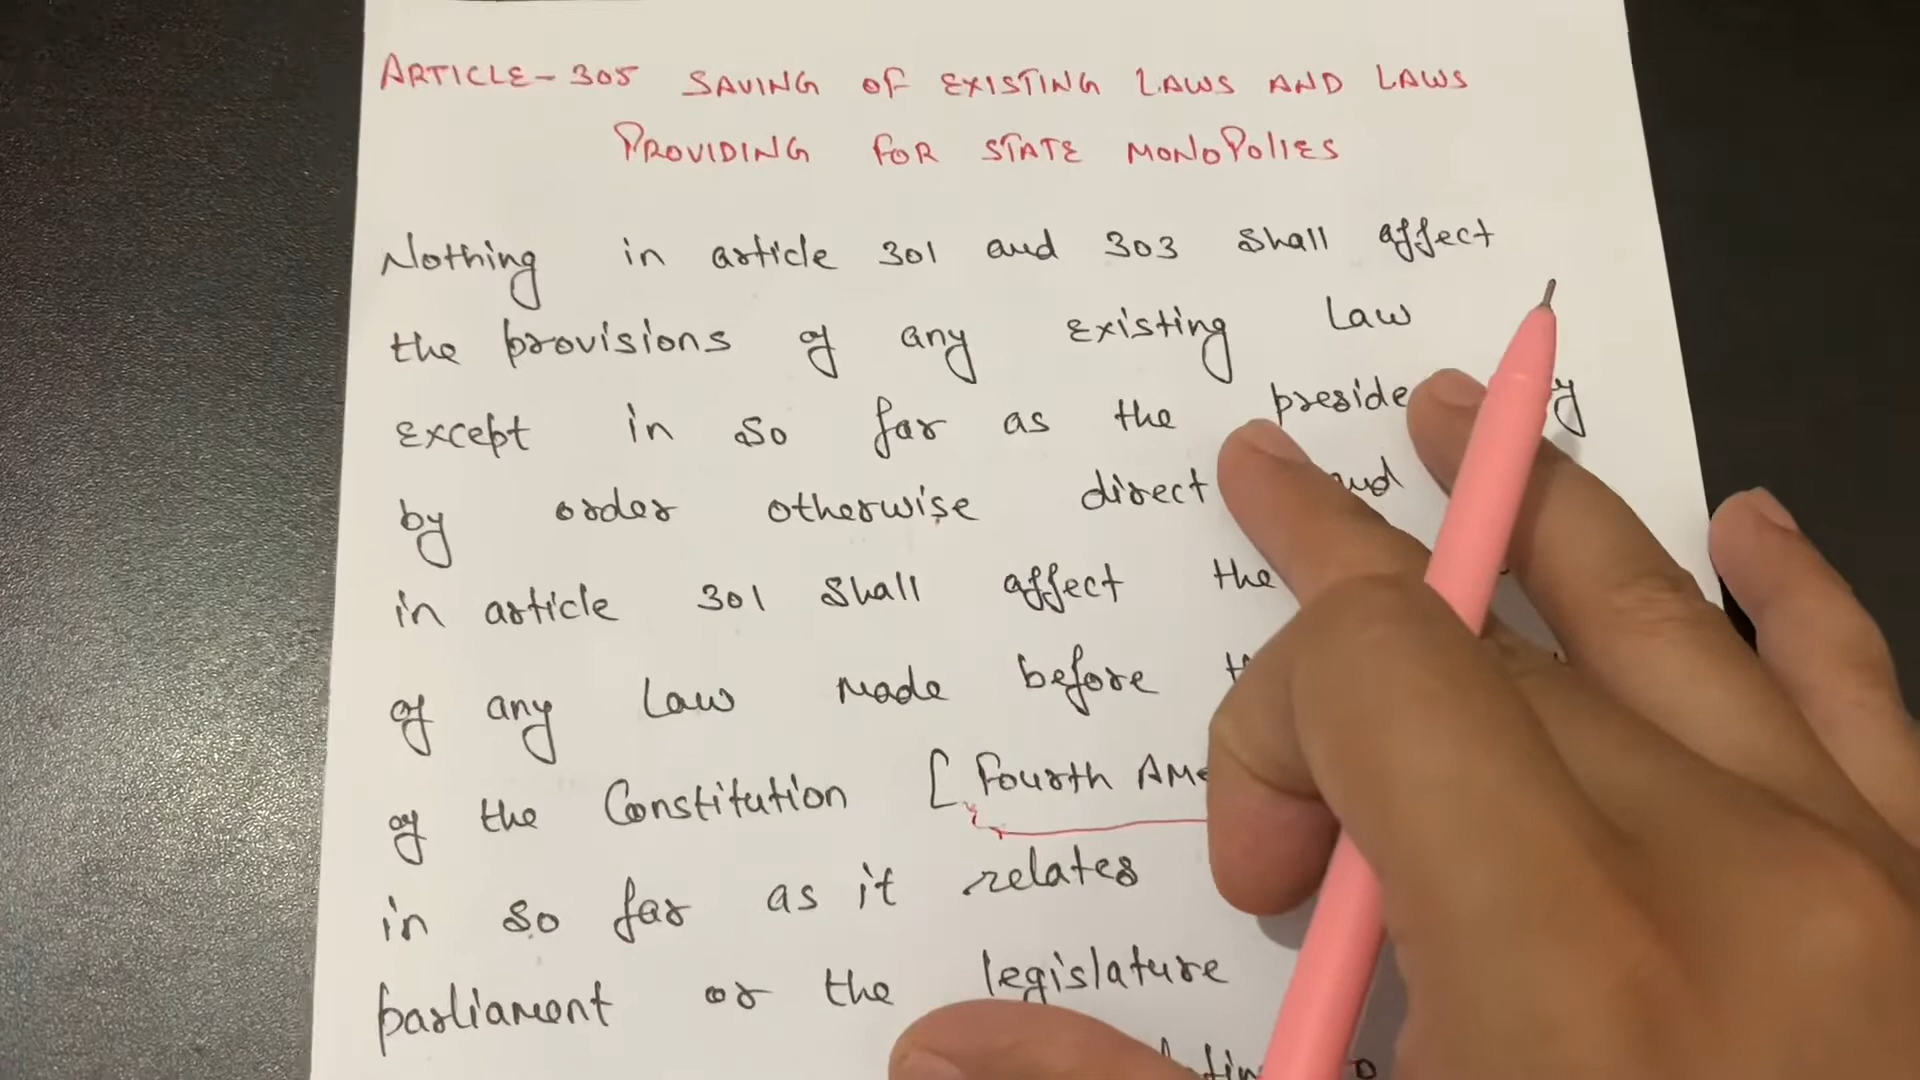 ARTICLE-305 SAVING OF EXISTING LAWS AND LAWS
PROVIDING FOR STATE MONOPOLIES
Nothing in article 301 and 303 shall affect
the provisions of any existing law
except in so far as the
by order otherwise direct
in article 301 shall affect the
of any law made before
of the Constitution [Fourth
in so far as it relates
parliament or the legislature